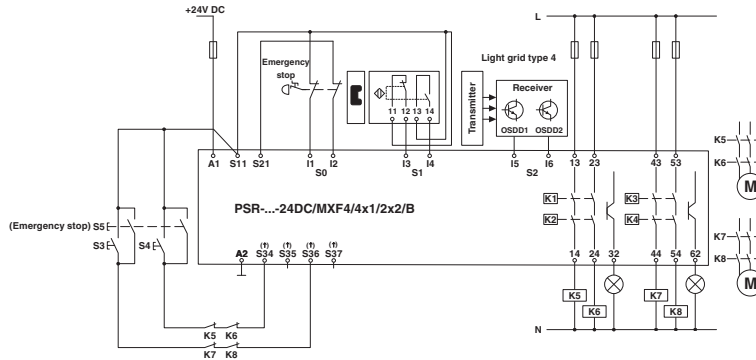 +24V DC
L
Light grid type 4
Emergency
stop
Transmitter
Receiver
11 12 13 14
OSDD1 OSDD2
A1 S11 S21 I1 I2 I3 I4 I5 I6 13 23 43 53
S0 S1 S2
K5
K6
M
PSR-...-24DC/MXF4/4x1/2x2/B
K1 K3
K2 K4
(Emergency stop) S5
S3 S4
K7
K8
M
A2 S34 (↑) S35 (↑) S36 (↑) S37 (↑) 14 24 32 44 54 62
K5 K7
K6 K8
K5 K6
N
K7 K8